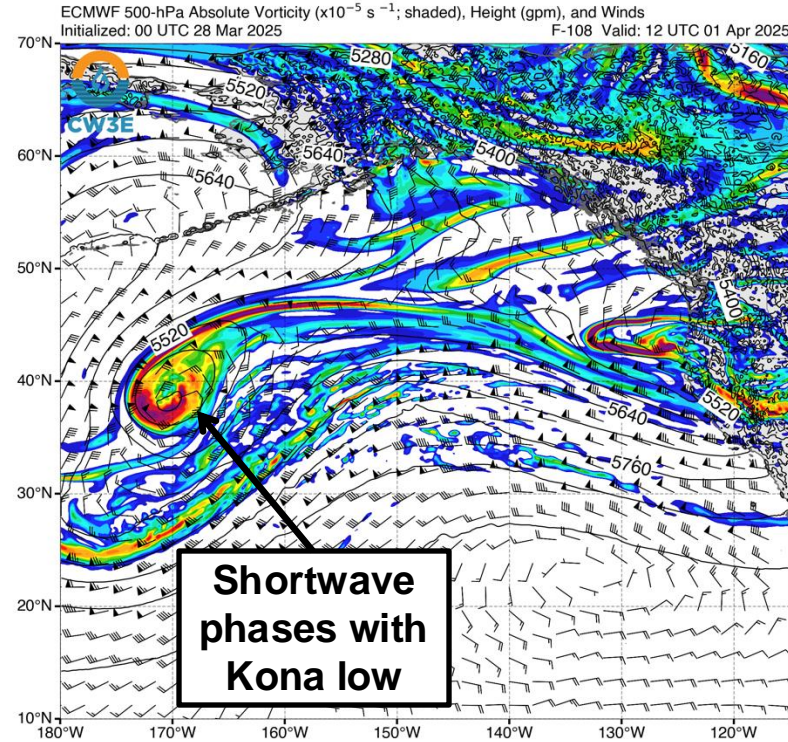 ECMWF 500-hPa Absolute Vorticity (x10⁻⁵ s ⁻¹; shaded), Height (gpm), and Winds
Initialized: 00 UTC 28 Mar 2025 F-108 Valid: 12 UTC 01 Apr 2025
70°N
5280
5160
5520
CW3E
60°N
5640
5400
50°N
5520
5400
40°N
5640
5520
5760
30°N
Shortwave
phases with
Kona low
20°N
10°N
180°W 170°W 160°W 150°W 140°W 130°W 120°W